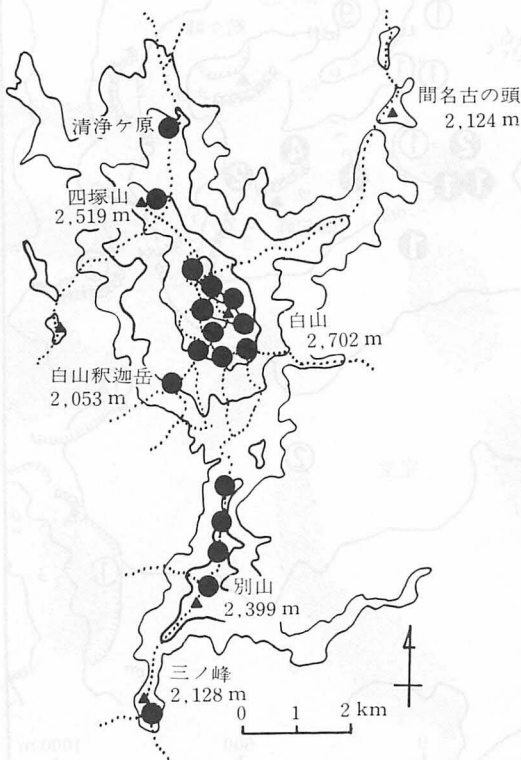 間名古の頭
2,124 m
清浄ケ原
四塚山
2,519 m
白山
2,702 m
白山釈迦岳
2,053 m
別山
2,399 m
三ノ峰
2,128 m
0 1 2 km